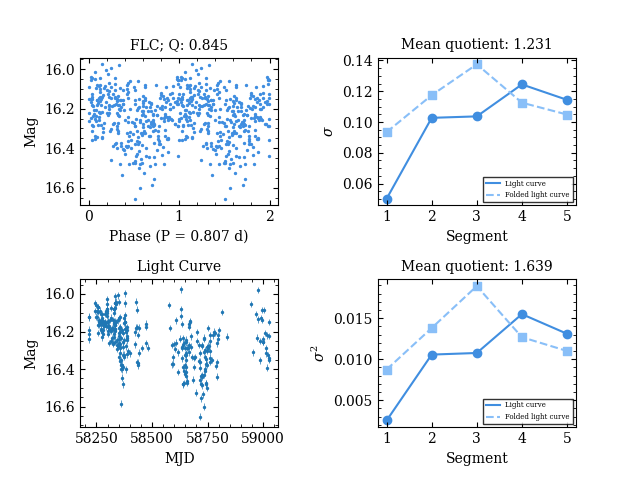 FLC; Q: 0.845
Mag
16.0
16.2
16.4
16.6
0
1
2
Phase (P = 0.807 d)
Mean quotient: 1.231
σ
0.14
0.12
0.10
0.08
0.06
Light curve
Folded light curve
1
2
3
4
5
Segment
Light Curve
Mag
16.0
16.2
16.4
16.6
58250
58500
58750
59000
MJD
Mean quotient: 1.639
σ²
0.015
0.010
0.005
Light curve
Folded light curve
1
2
3
4
5
Segment